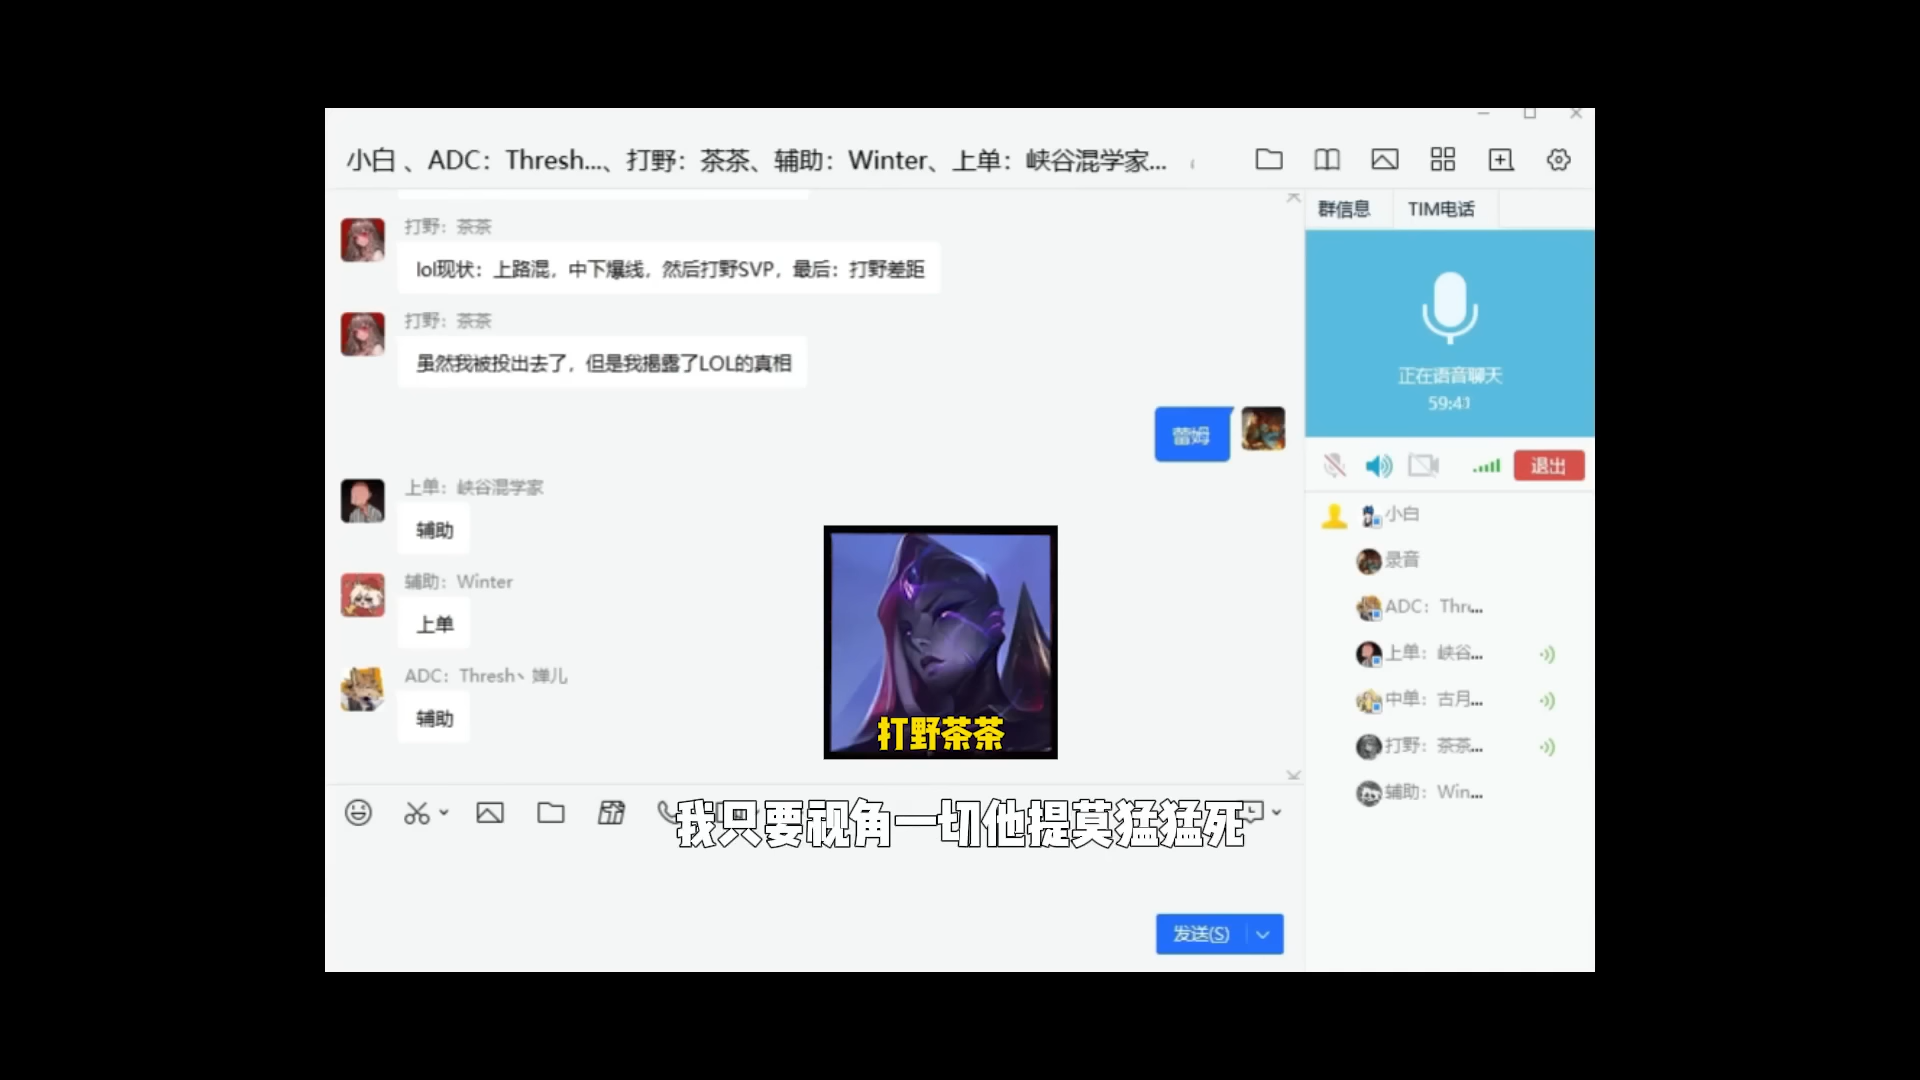 小白、ADC：Thresh...、打野：茶茶、辅助：Winter、上单：峡谷混学家...
群信息
TIM电话
打野：茶茶
lol现状：上路混，中下爆线，然后打野SVP，最后：打野差距
打野：茶茶
虽然我被投出去了，但是我揭露了LOL的真相
蕾姆
上单：峡谷混学家
辅助
辅助：Winter
上单
ADC：Thresh丶婵儿
辅助
打野茶茶
我只要视角一切他提莫猛猛死
发送(S)
正在语音聊天
59:41
退出
小白
录音
ADC：Thr...
上单：峡谷...
中单：古月...
打野：茶茶...
辅助：Win...